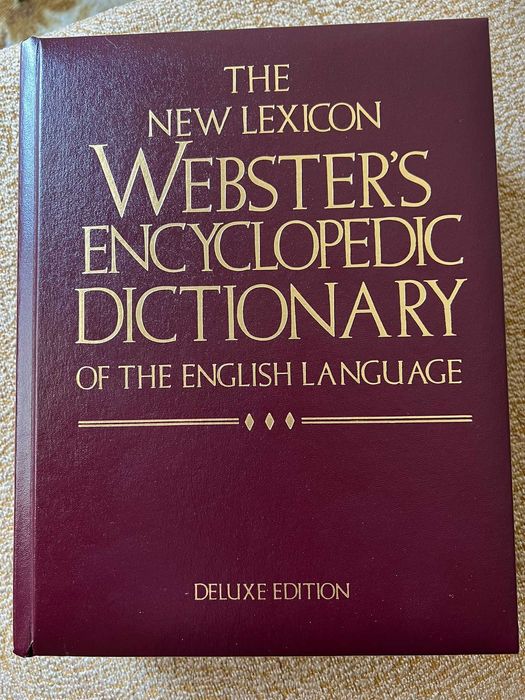 THE
NEW LEXICON
WEBSTER'S
ENCYCLOPEDIC
DICTIONARY
OF THE ENGLISH LANGUAGE
DELUXE EDITION